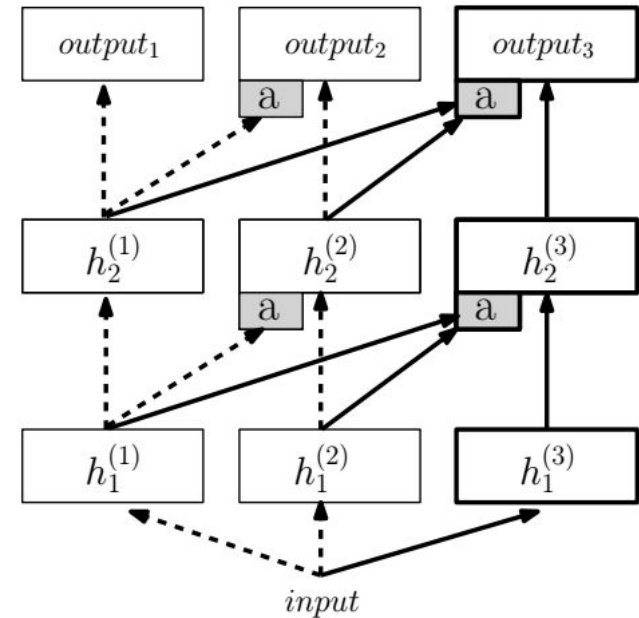 output₁ output₂ output₃
a a
h₂⁽¹⁾ h₂⁽²⁾ h₂⁽³⁾
a a
h₁⁽¹⁾ h₁⁽²⁾ h₁⁽³⁾
input